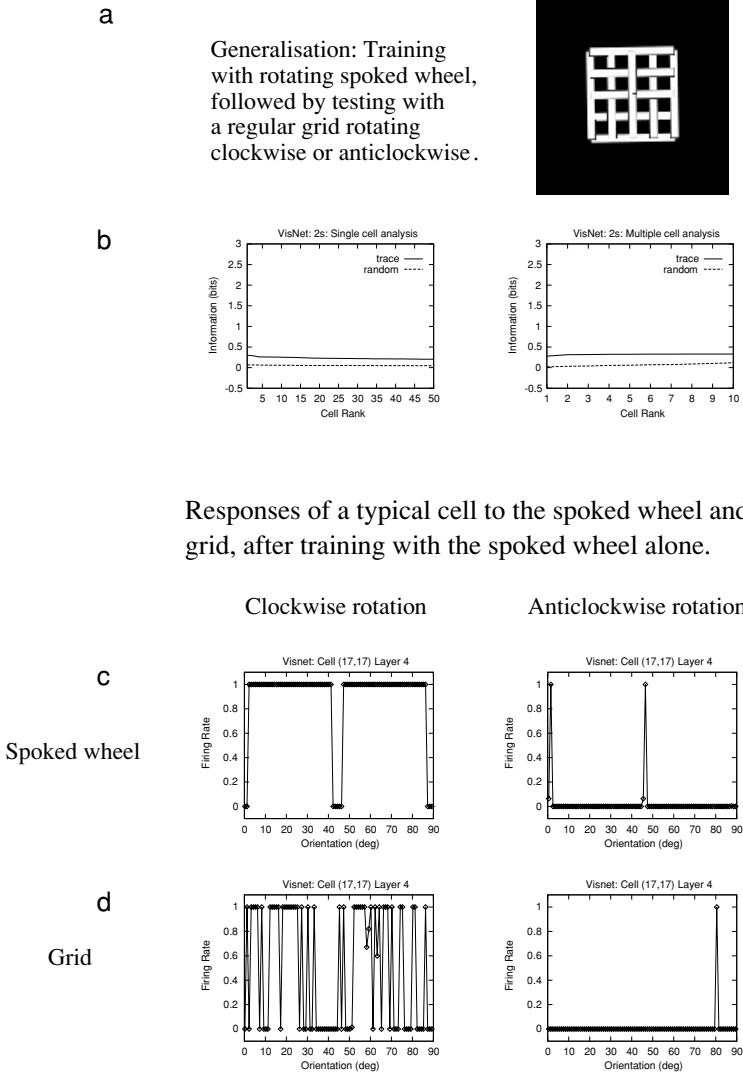 a
Generalisation: Training
with rotating spoked wheel,
followed by testing with
a regular grid rotating
clockwise or anticlockwise.
b
VisNet: 2s: Single cell analysis
3
2.5
2
1.5
1
0.5
0
-0.5
Information (bits)
trace
random
5 10 15 20 25 30 35 40 45 50
Cell Rank
VisNet: 2s: Multiple cell analysis
3
2.5
2
1.5
1
0.5
0
-0.5
Information (bits)
trace
random
1 2 3 4 5 6 7 8 9 10
Cell Rank
Responses of a typical cell to the spoked wheel and
grid, after training with the spoked wheel alone.
Clockwise rotation
Anticlockwise rotation
c
Spoked wheel
Visnet: Cell (17,17) Layer 4
1
0.8
0.6
0.4
0.2
0
Firing Rate
0 10 20 30 40 50 60 70 80 90
Orientation (deg)
Visnet: Cell (17,17) Layer 4
1
0.8
0.6
0.4
0.2
0
Firing Rate
0 10 20 30 40 50 60 70 80 90
Orientation (deg)
d
Grid
Visnet: Cell (17,17) Layer 4
1
0.8
0.6
0.4
0.2
0
Firing Rate
0 10 20 30 40 50 60 70 80 90
Orientation (deg)
Visnet: Cell (17,17) Layer 4
1
0.8
0.6
0.4
0.2
0
Firing Rate
0 10 20 30 40 50 60 70 80 90
Orientation (deg)